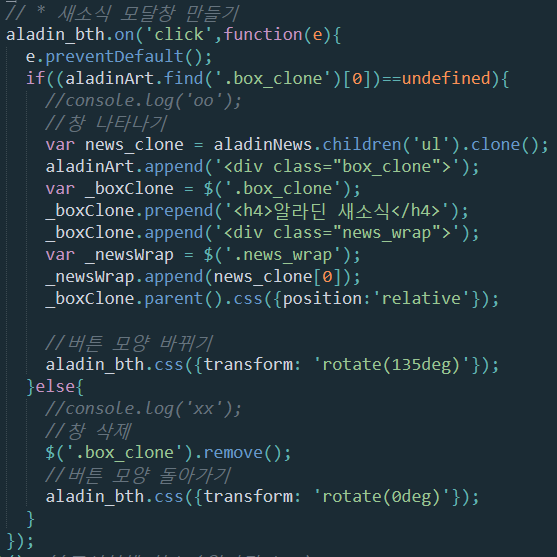 // * 새소식 모달창 만들기
aladin_bth.on('click',function(e){
e.preventDefault();
if((aladinArt.find('.box_clone')[0])==undefined){
//console.log('oo');
//창 나타나기
var news_clone = aladinNews.children('ul').clone();
aladinArt.append('<div class="box_clone">');
var _boxClone = $('.box_clone');
_boxClone.prepend('<h4>알라딘 새소식</h4>');
_boxClone.append('<div class="news_wrap">');
var _newsWrap = $('.news_wrap');
_newsWrap.append(news_clone[0]);
_boxClone.parent().css({position:'relative'});
//버튼 모양 바꾸기
aladin_bth.css({transform: 'rotate(135deg)'});
}else{
//console.log('xx');
//창 삭제
$('.box_clone').remove();
//버튼 모양 돌아가기
aladin_bth.css({transform: 'rotate(0deg)'});
}
});